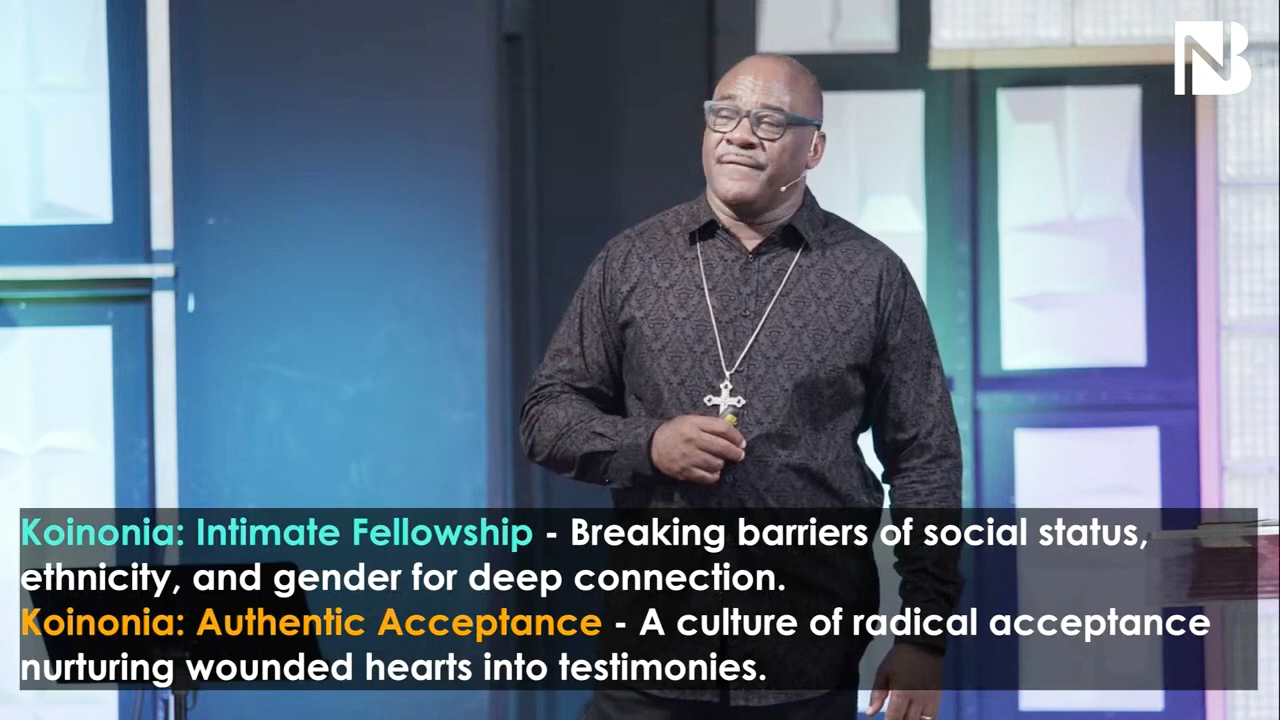 NB
Koinonia: Intimate Fellowship - Breaking barriers of social status,
ethnicity, and gender for deep connection.
Koinonia: Authentic Acceptance - A culture of radical acceptance
nurturing wounded hearts into testimonies.